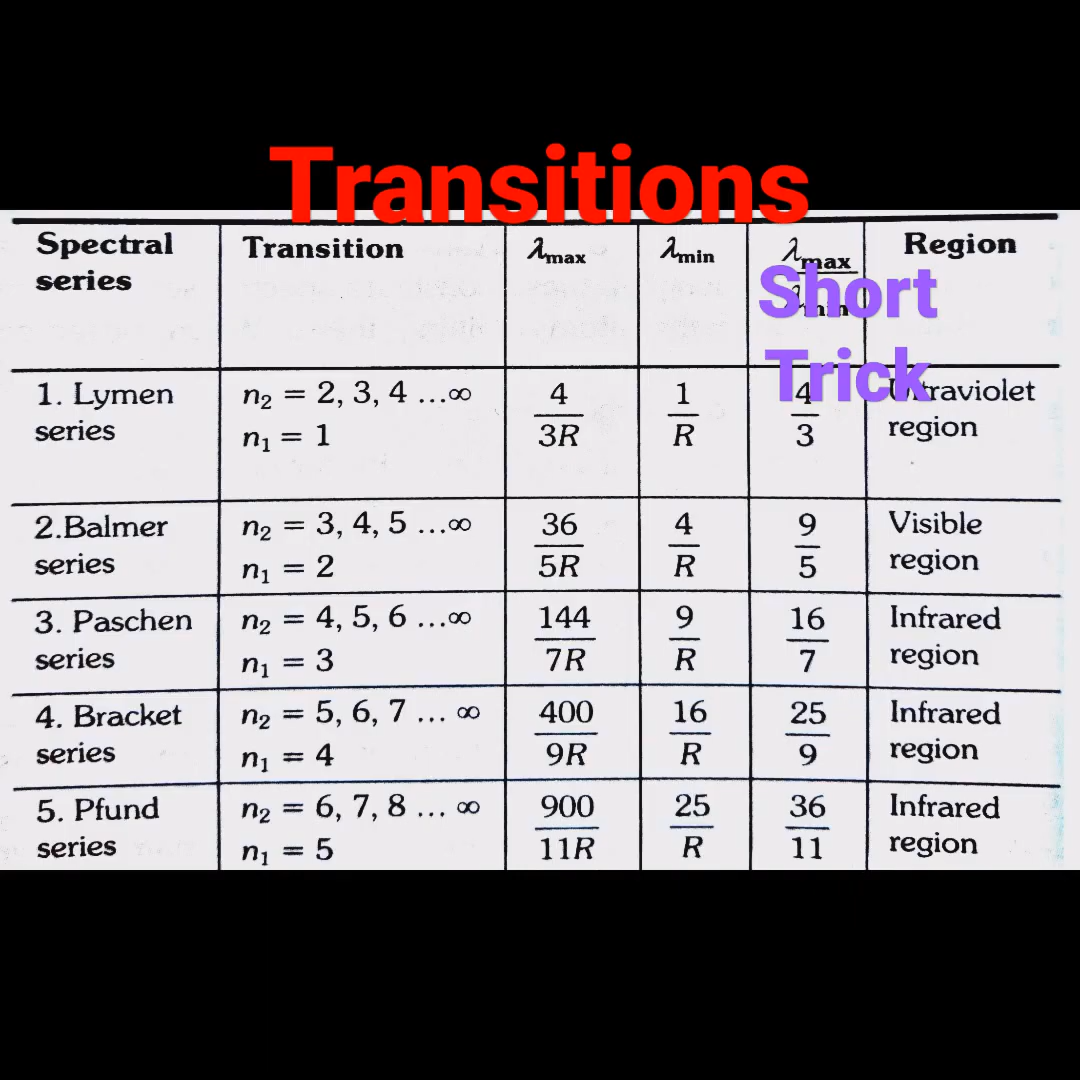 Transitions
Spectral series Transition λmax λmin λmax/λmin Region
Short
Trick
1. Lymen series n₂ = 2, 3, 4 ...∞ n₁ = 1 4/3R 1/R 4/3 Ultraviolet region
2.Balmer series n₂ = 3, 4, 5 ...∞ n₁ = 2 36/5R 4/R 9/5 Visible region
3. Paschen series n₂ = 4, 5, 6 ...∞ n₁ = 3 144/7R 9/R 16/7 Infrared region
4. Bracket series n₂ = 5, 6, 7 ... ∞ n₁ = 4 400/9R 16/R 25/9 Infrared region
5. Pfund series n₂ = 6, 7, 8 ... ∞ n₁ = 5 900/11R 25/R 36/11 Infrared region